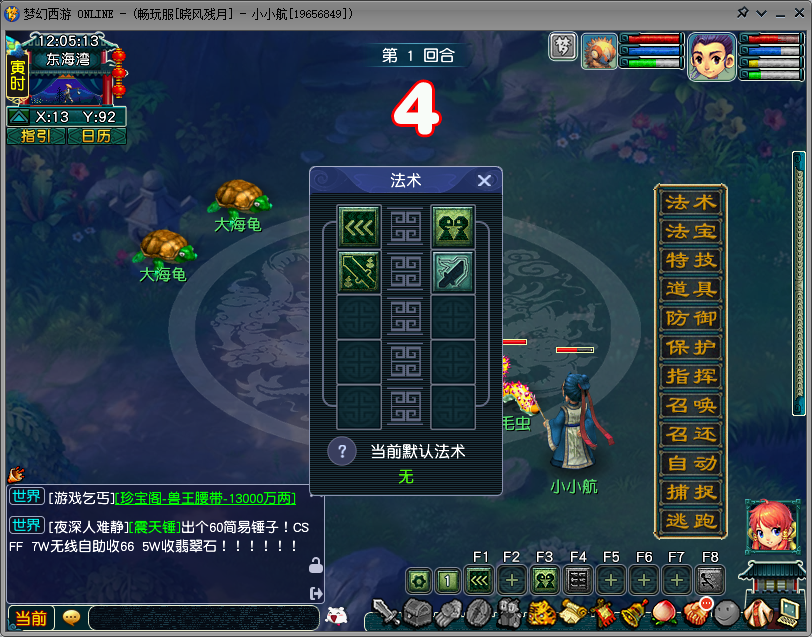 梦幻西游 ONLINE - (畅玩服[晓风残月] - 小小航[19656849])
12:05:13
东海湾
寅时
X:13 Y:92
指引 日历
第 1 回合
4
梦
法术
大海龟
大海龟
当前默认法术
无
?
毛虫
小小航
法术
法宝
特技
道具
防御
保护
指挥
召唤
召还
自动
捕捉
逃跑
世界 [游戏乞丐][珍宝阁-兽王腰带-13000万两]
世界 [夜深人难静][震天锤]出个60简易锤子！CS
FF 7W无线自助收66 5W收翡翠石！！！！！！
F1 F2 F3 F4 F5 F6 F7 F8
1
当前